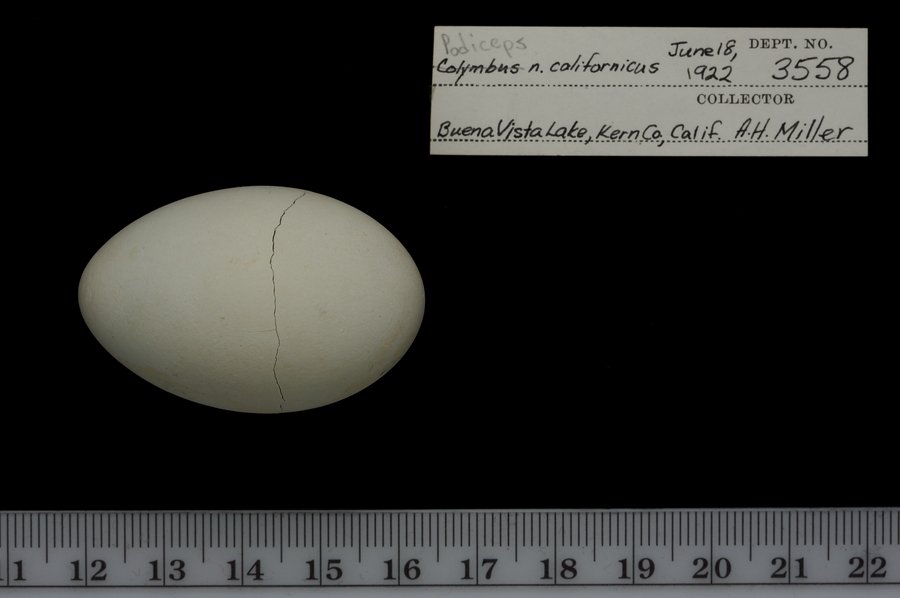 Podiceps
Colymbus n. californicus June 18, 1922 DEPT. NO. 3558
COLLECTOR
Buena Vista Lake, Kern Co, Calif. A.H. Miller
11 12 13 14 15 16 17 18 19 20 21 22